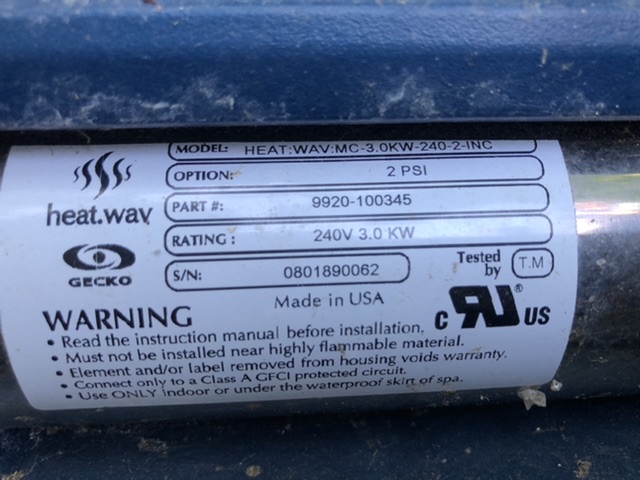 MODEL: HEAT:WAV:MC-3.0KW-240-2-INC
OPTION: 2 PSI
heat.wav
PART #: 9920-100345
RATING : 240V 3.0 KW
GECKO
S/N: 0801890062
Tested by T.M
Made in USA
WARNING
C RU ® US
• Read the instruction manual before installation.
• Must not be installed near highly flammable material.
• Element and/or label removed from housing voids warranty.
• Connect only to a Class A GFCI protected circuit.
• Use ONLY indoor or under the waterproof skirt of spa.